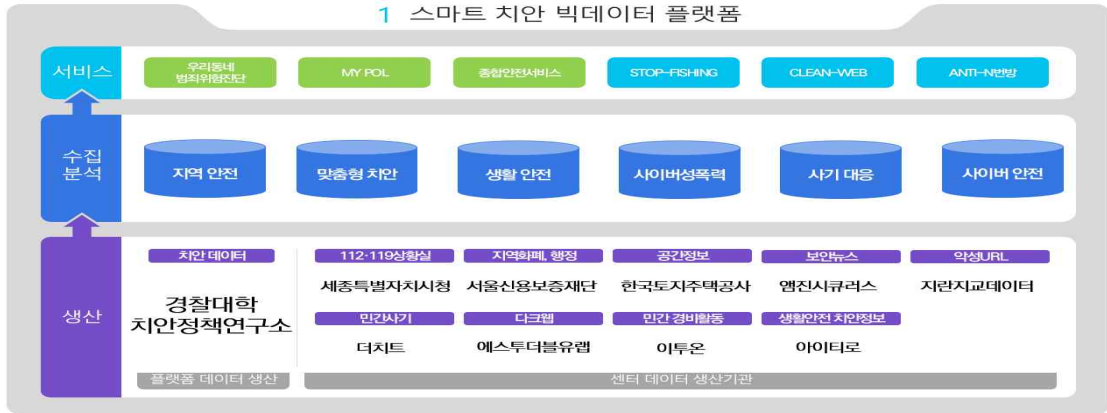 1 스마트 치안 빅데이터 플랫폼
서비스
우리동네
범죄위험진단
MY POL
종합안전서비스
STOP-FISHING
CLEAN-WEB
ANTI-N번방
수집
분석
지역 안전
맞춤형 치안
생활 안전
사이버성폭력
사기 대응
사이버 안전
생산
치안 데이터
경찰대학
치안정책연구소
플랫폼 데이터 생산
112·119상황실
지역화폐, 행정
공간정보
보안뉴스
악성URL
세종특별자치시청
서울신용보증재단
한국토지주택공사
앰진시큐러스
지란지교데이터
민간사기
다크웹
민간 경비활동
생활안전 치안정보
더치트
에스투더블유랩
이투온
아이티로
센터 데이터 생산기관